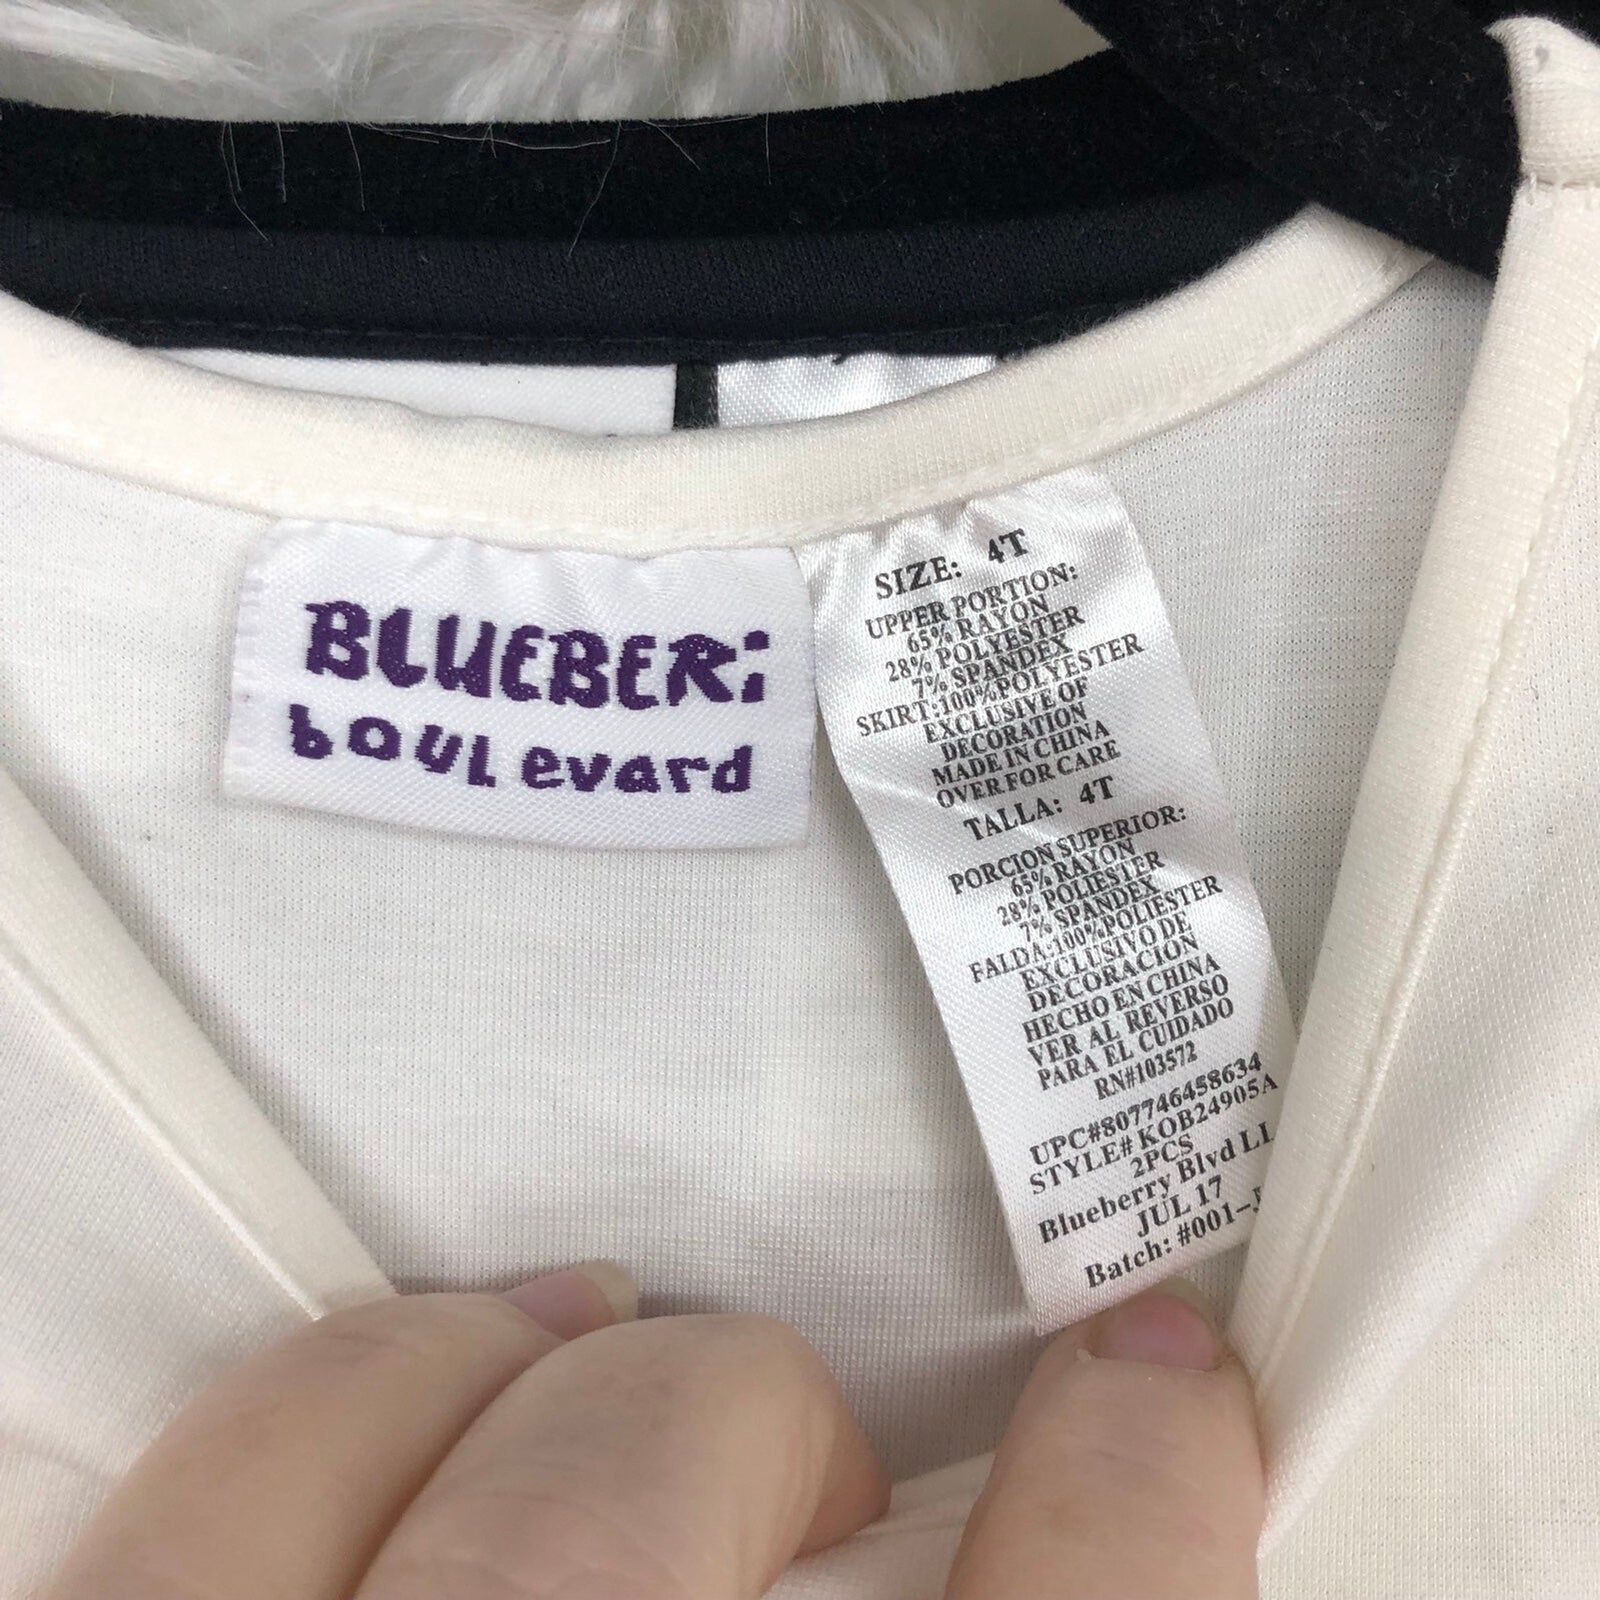 BLUEBERi
boulevard
SIZE: 4T
UPPER PORTION:
65% RAYON
28% POLYESTER
7% SPANDEX
SKIRT:100%POLYESTER
EXCLUSIVE OF
DECORATION
MADE IN CHINA
OVER FOR CARE
TALLA: 4T
PORCION SUPERIOR:
65% RAYON
28% POLIESTER
7% SPANDEX
FALDA:100%POLIESTER
EXCLUSIVO DE
DECORACION
HECHO EN CHINA
VER AL REVERSO
PARA EL CUIDADO
RN#103572
UPC#807746458634
STYLE# KOB24905A
2PCS
Blueberry Blvd LL
JUL 17
Batch: #001-